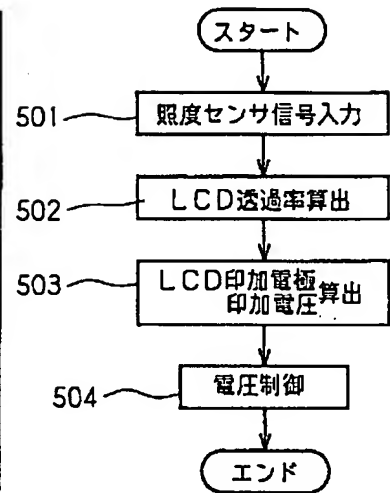 スタート
501
照度センサ信号入力
502
LCD透過率算出
503
LCD印加電極
印加電圧算出
504
電圧制御
エンド